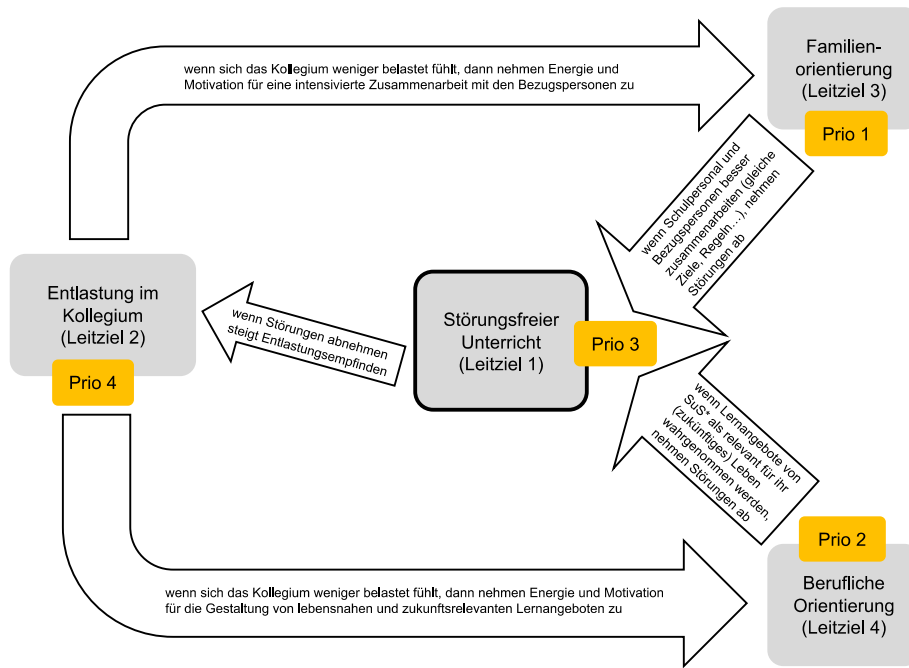 wenn sich das Kollegium weniger belastet fühlt, dann nehmen Energie und
Motivation für eine intensivierte Zusammenarbeit mit den Bezugspersonen zu
Familien-
orientierung
(Leitziel 3)
Prio 1
wenn Schulpersonal und
Bezugspersonen besser
zusammenarbeiten (gleiche
Ziele, Regeln…), nehmen
Störungen ab
Entlastung im
Kollegium
(Leitziel 2)
Prio 4
wenn Störungen abnehmen
steigt Entlastungsempfinden
Störungsfreier
Unterricht
(Leitziel 1)
Prio 3
wenn Lernangebote von
SuS* als relevant für ihr
(zukünftiges) Leben
wahrgenommen werden,
nehmen Störungen ab
Prio 2
Berufliche
Orientierung
(Leitziel 4)
wenn sich das Kollegium weniger belastet fühlt, dann nehmen Energie und Motivation
für die Gestaltung von lebensnahen und zukunftsrelevanten Lernangeboten zu